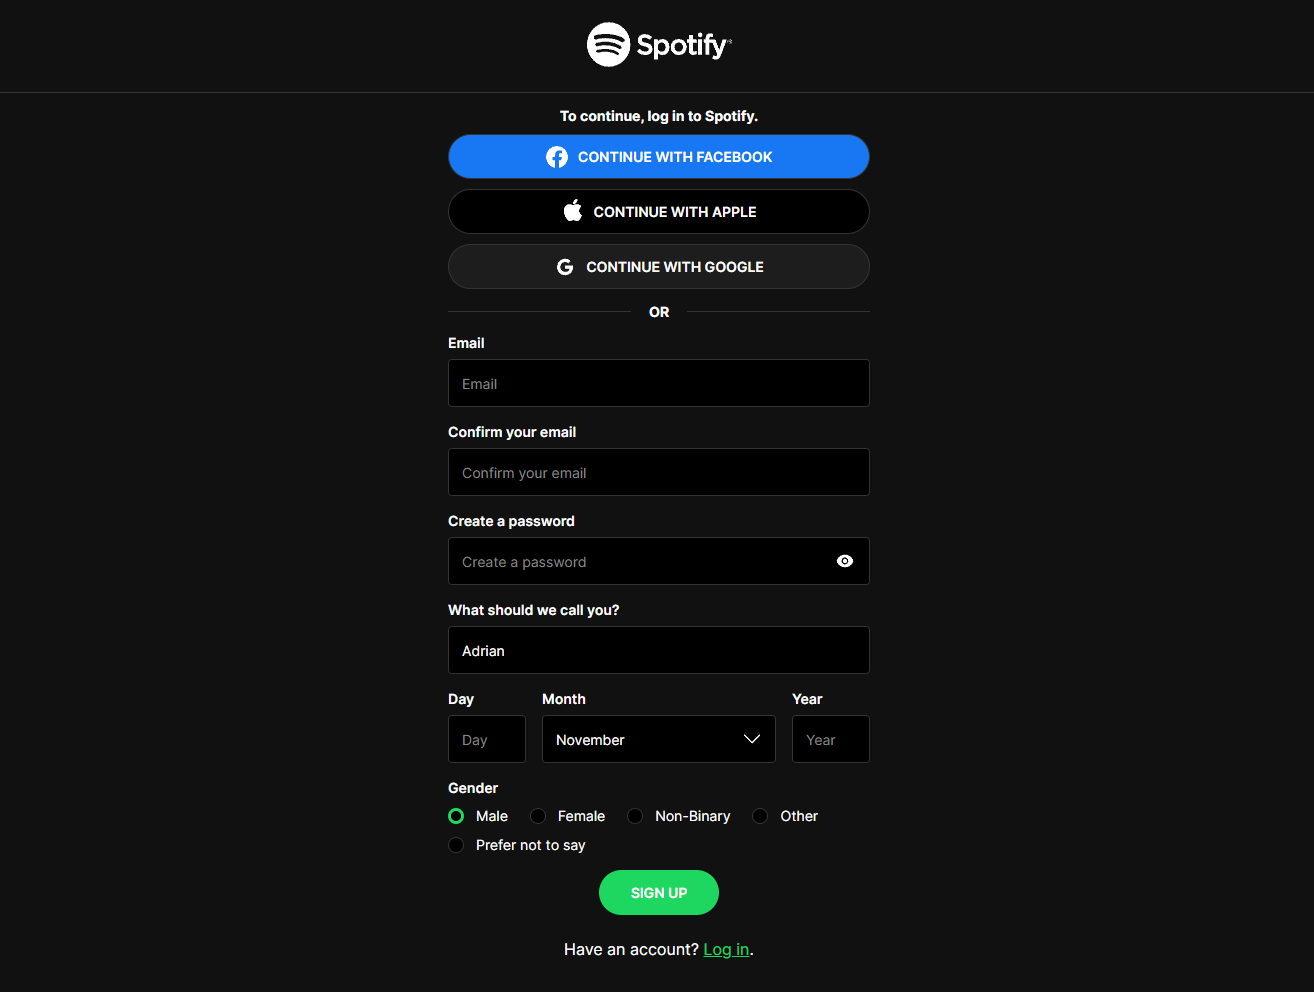 Spotify
To continue, log in to Spotify.
CONTINUE WITH FACEBOOK
CONTINUE WITH APPLE
CONTINUE WITH GOOGLE
OR
Email
Email
Confirm your email
Confirm your email
Create a password
Create a password
What should we call you?
Adrian
Day Month Year
Day November Year
Gender
Male Female Non-Binary Other
Prefer not to say
SIGN UP
Have an account? Log in.